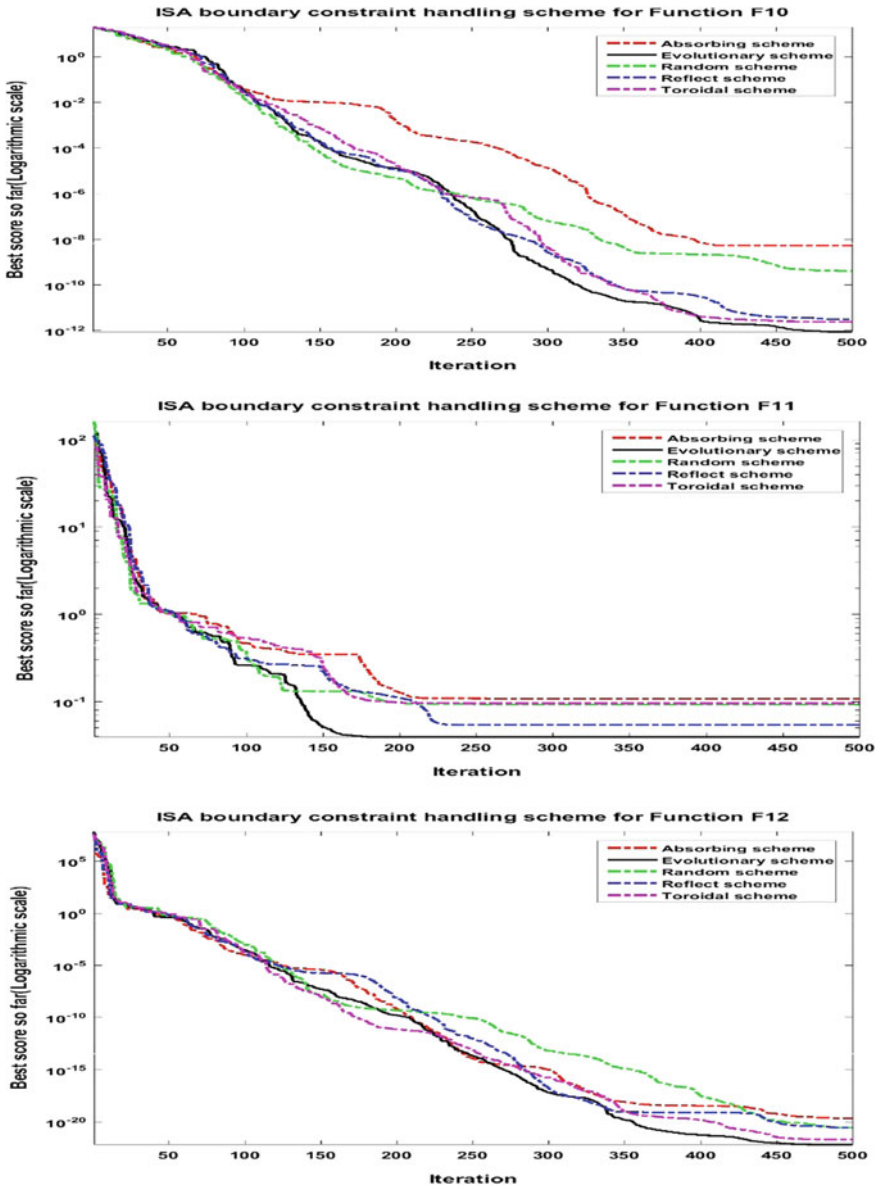 ISA boundary constraint handling scheme for Function F10
Best score so far(Logarithmic scale)
10^0
10^-2
10^-4
10^-6
10^-8
10^-10
10^-12
Absorbing scheme
Evolutionary scheme
Random scheme
Reflect scheme
Toroidal scheme
50 100 150 200 250 300 350 400 450 500
Iteration
ISA boundary constraint handling scheme for Function F11
Best score so far(Logarithmic scale)
10^2
10^1
10^0
10^-1
Absorbing scheme
Evolutionary scheme
Random scheme
Reflect scheme
Toroidal scheme
50 100 150 200 250 300 350 400 450 500
Iteration
ISA boundary constraint handling scheme for Function F12
Best score so far(Logarithmic scale)
10^5
10^0
10^-5
10^-10
10^-15
10^-20
Absorbing scheme
Evolutionary scheme
Random scheme
Reflect scheme
Toroidal scheme
50 100 150 200 250 300 350 400 450 500
Iteration